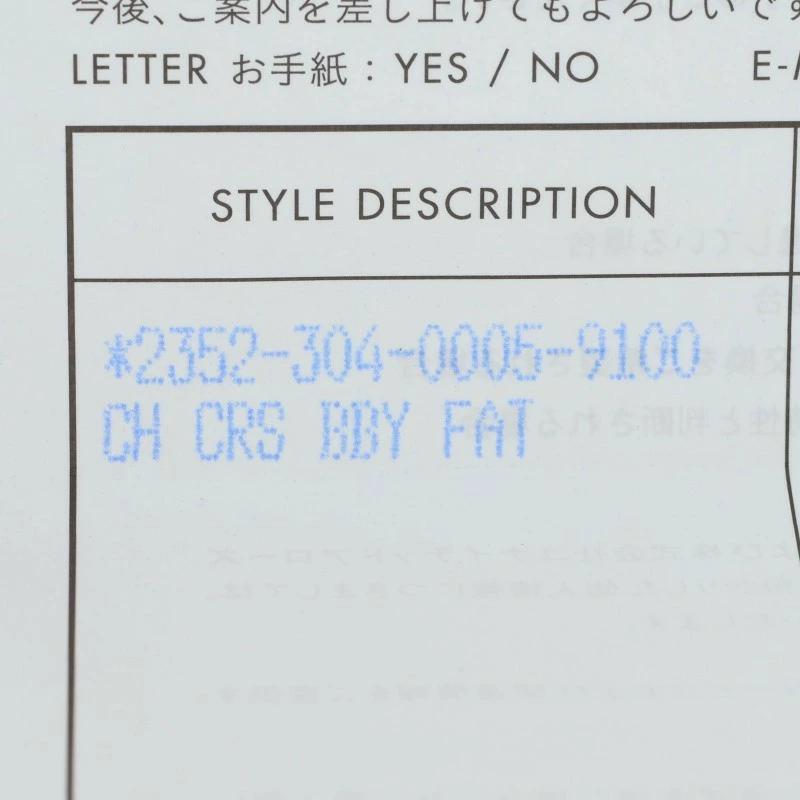 今後、ご案内を差し上げてもよろしいです
LETTER お手紙： YES / NO E-
STYLE DESCRIPTION
*2352-304-0005-9100
CH CRS BBY FAT